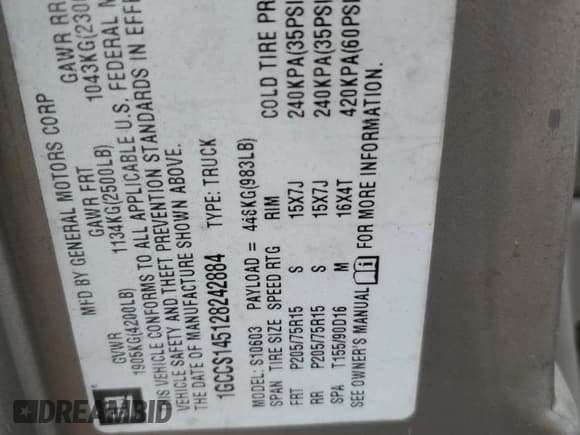 MFD BY GENERAL MOTORS CORP
GVWR GAWR FRT GAWR RR
1905KG(4200LB) 1134KG(2500LB) 1043KG(230
THIS VEHICLE CONFORMS TO ALL APPLICABLE U.S. FEDERAL M
VEHICLE SAFETY AND THEFT PREVENTION STANDARDS IN EFFE
THE DATE OF MANUFACTURE SHOWN ABOVE.
1GCCS145128242884 TYPE: TRUCK
MODEL: S10603 PAYLOAD = 446KG(983LB)
SPAN TIRE SIZE SPEED RTG RIM COLD TIRE PR
FRT P205/75R15 S 15X7J 240KPA(35PSI
RR P205/75R15 S 15X7J 240KPA(35PSI
SPA T155/90D16 M 16X4T 420KPA(60PSI
SEE OWNER'S MANUAL FOR MORE INFORMATION.
DREAMBID